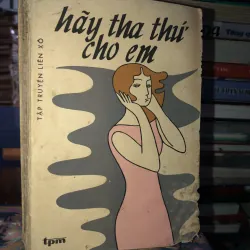 hãy tha thứ
cho em
TẬP TRUYỆN LIÊN XÔ
tpm